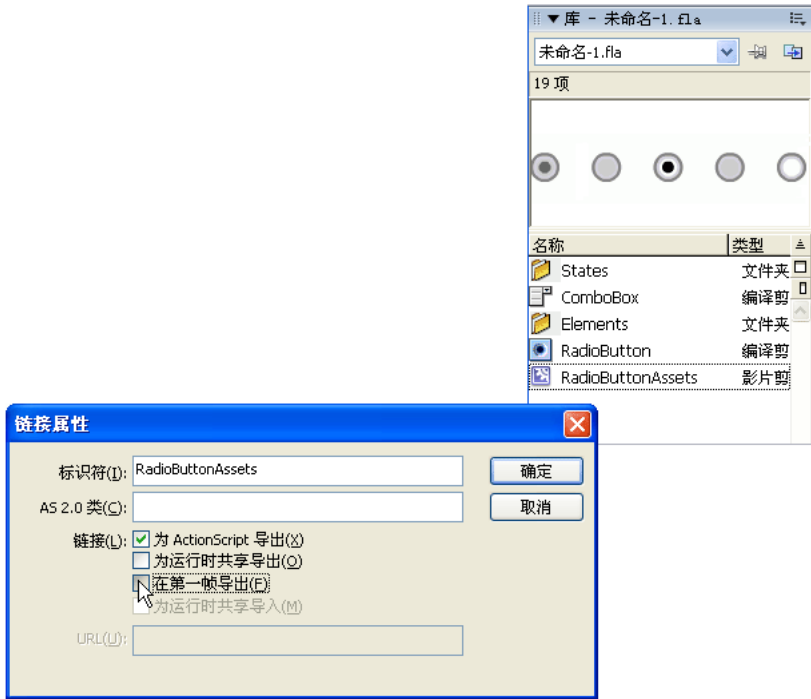 库 - 未命名-1.fla
未命名-1.fla
19 项
名称 类型
States 文件夹
ComboBox 编译剪
Elements 文件夹
RadioButton 编译剪
RadioButtonAssets 影片剪
链接属性
标识符(I): RadioButtonAssets 确定
AS 2.0 类(C): 取消
链接(L): 为 ActionScript 导出(X)
为运行时共享导出(O)
在第一帧导出(F)
为运行时共享导入(M)
URL(U):